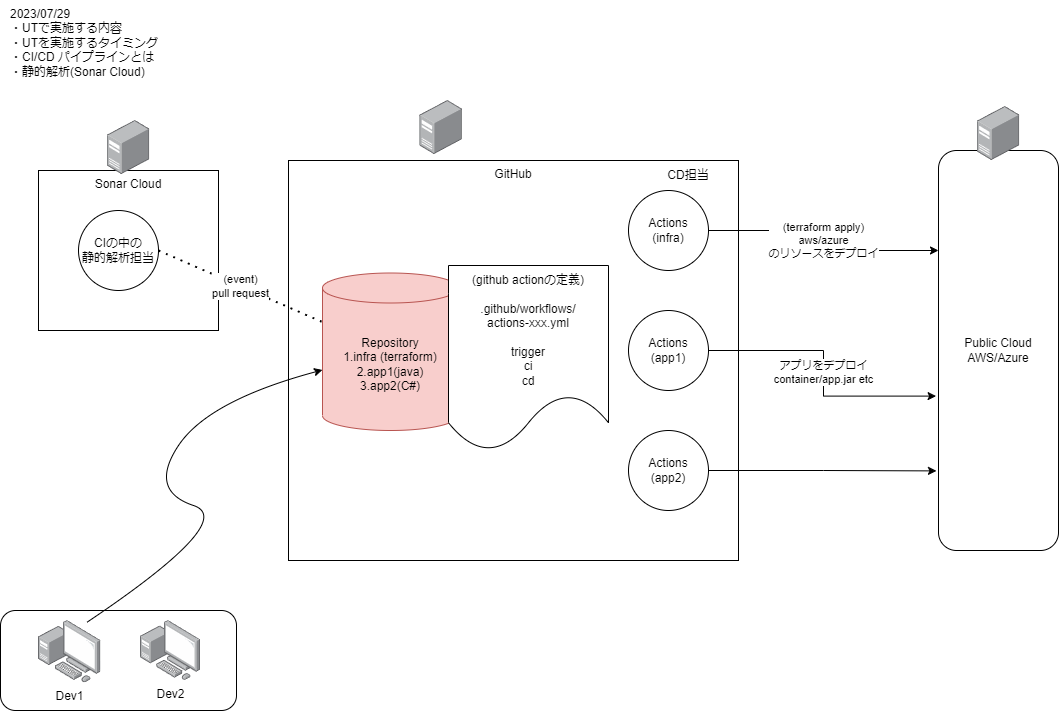 2023/07/29
・UTで実施する内容
・UTを実施するタイミング
・CI/CD パイプラインとは
・静的解析(Sonar Cloud)
Sonar Cloud
CIの中の
静的解析担当
(event)
pull request
GitHub
CD担当
Repository
1.infra (terraform)
2.app1(java)
3.app2(C#)
(github actionの定義)
.github/workflows/
actions-xxx.yml
trigger
ci
cd
Actions
(infra)
Actions
(app1)
Actions
(app2)
(terraform apply)
aws/azure
のリソースをデプロイ
アプリをデプロイ
container/app.jar etc
Public Cloud
AWS/Azure
Dev1
Dev2